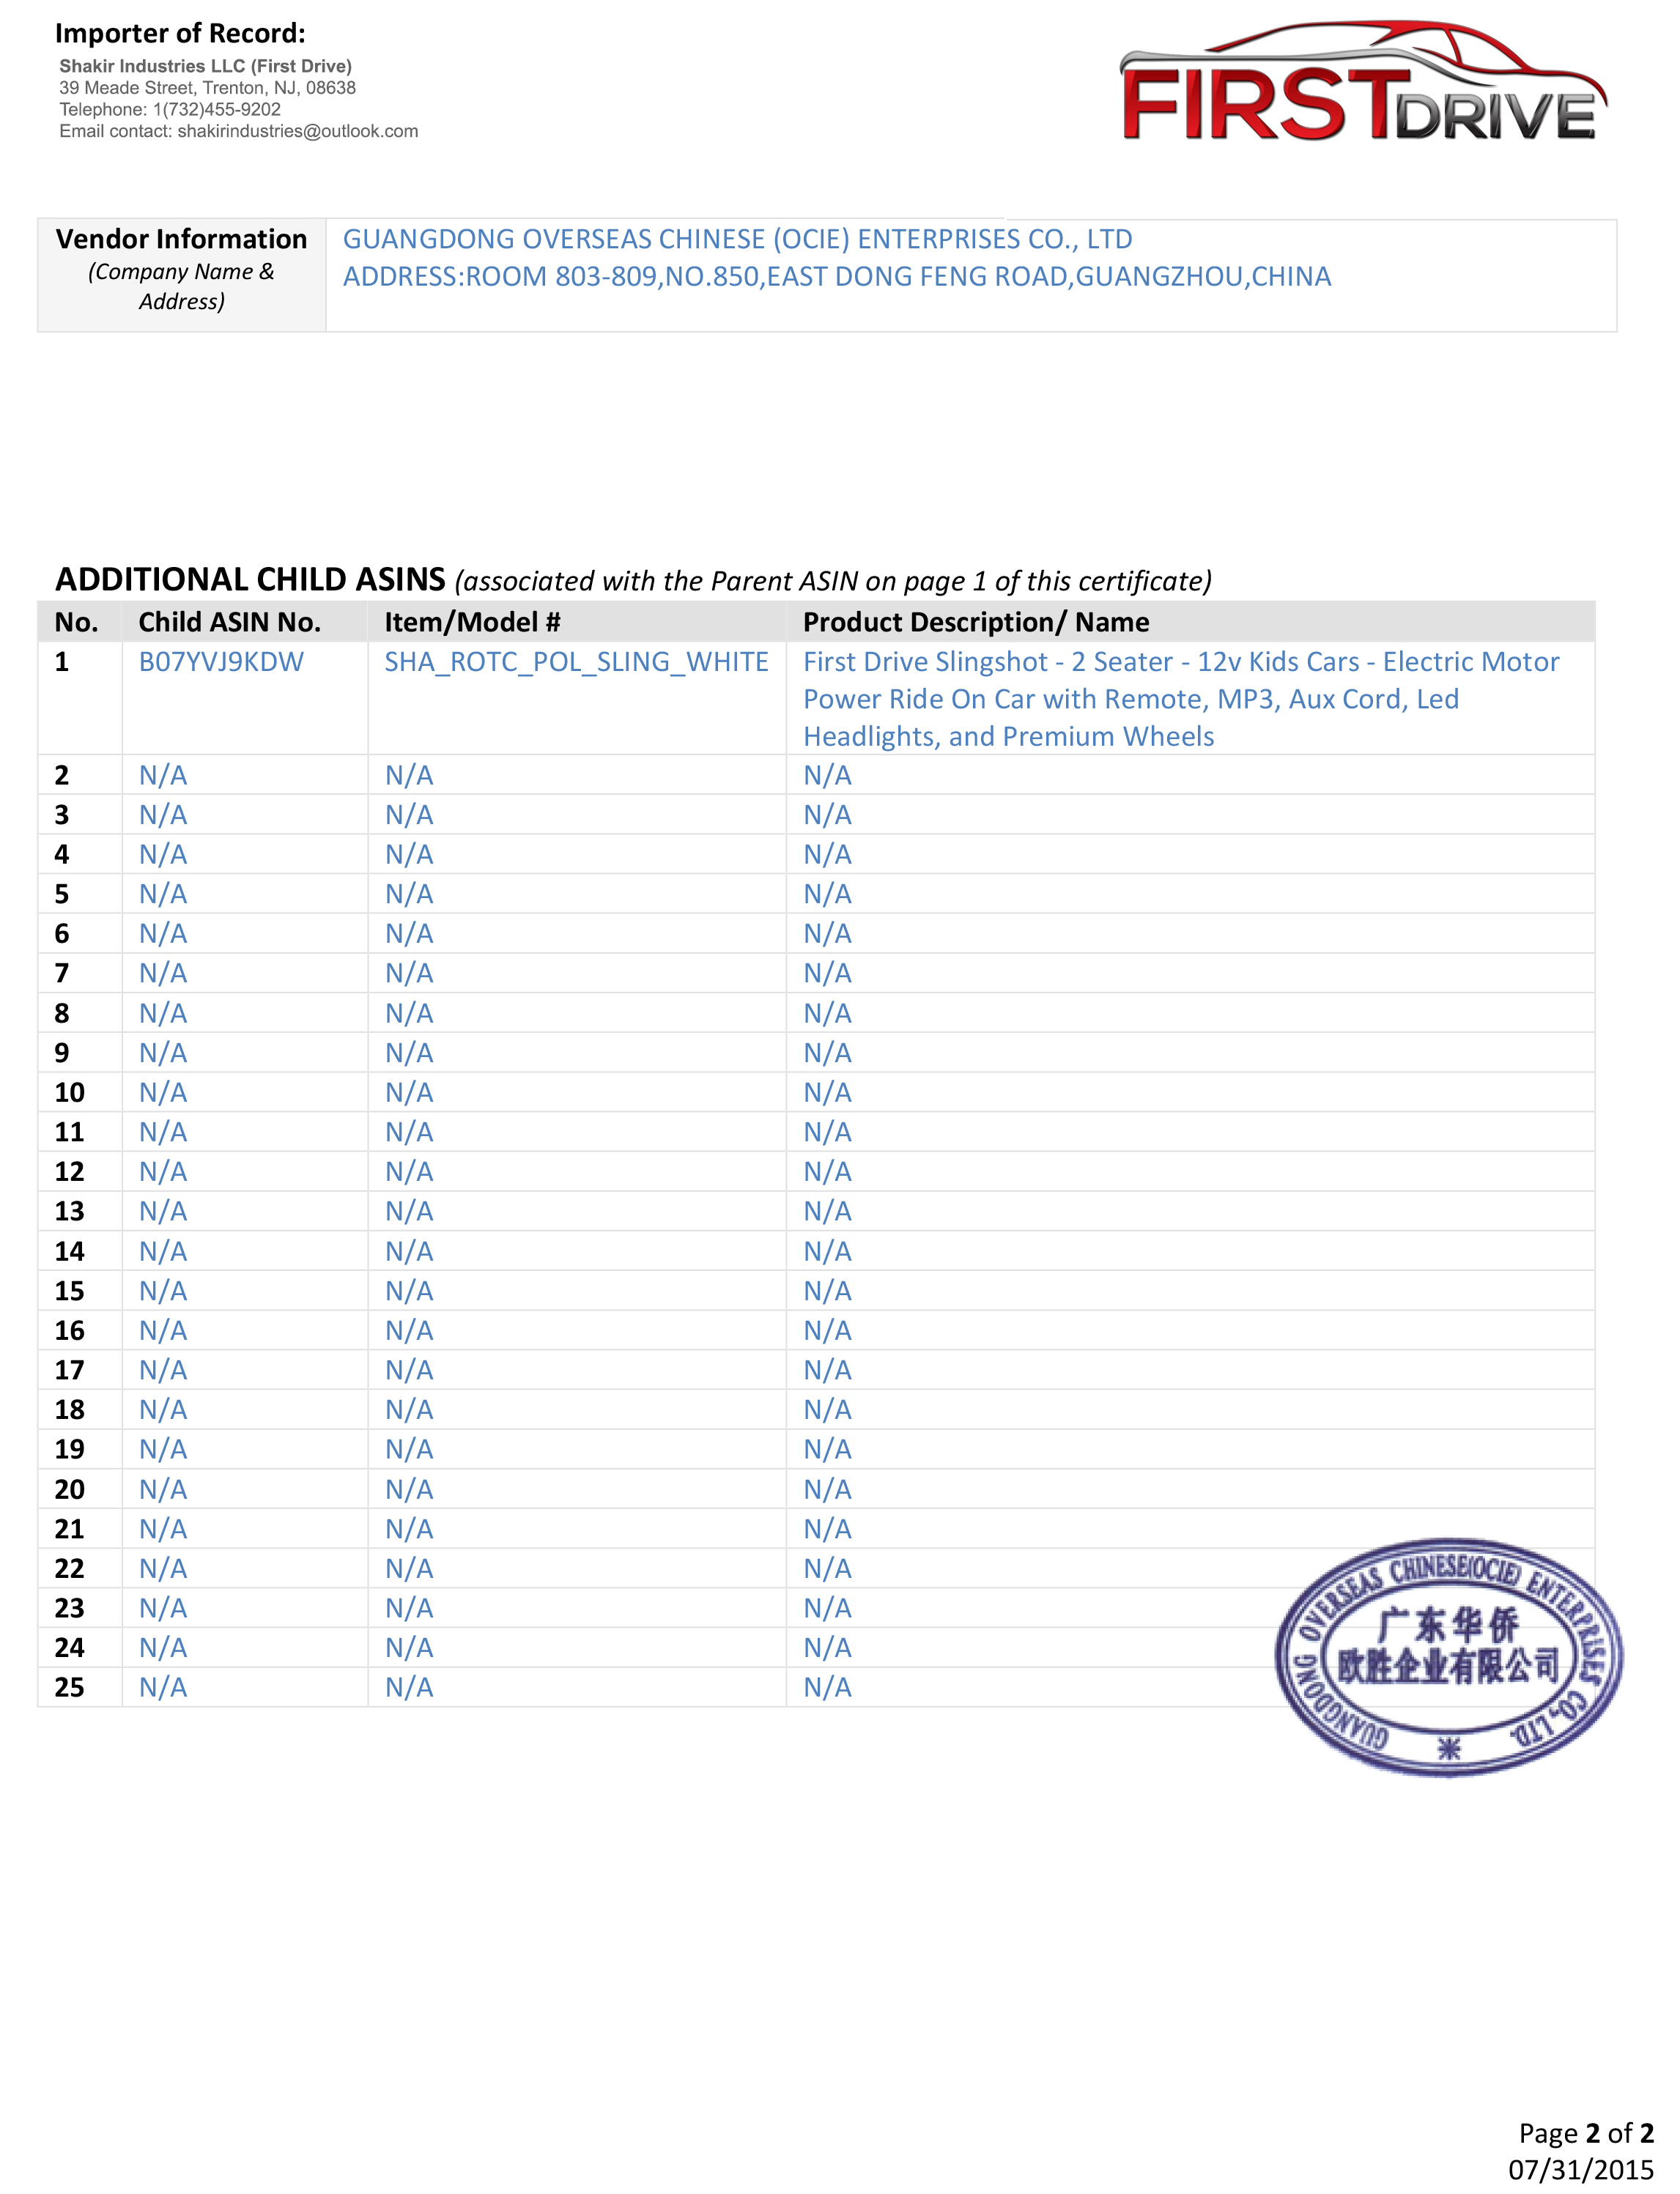 Importer of Record:
Shakir Industries LLC (First Drive)
39 Meade Street, Trenton, NJ, 08638
Telephone: 1(732)455-9202
Email contact: shakirindustries@outlook.com
FIRSTDRIVE
Vendor Information
(Company Name &
Address)
GUANGDONG OVERSEAS CHINESE (OCIE) ENTERPRISES CO., LTD
ADDRESS:ROOM 803-809,NO.850,EAST DONG FENG ROAD,GUANGZHOU,CHINA
ADDITIONAL CHILD ASINS (associated with the Parent ASIN on page 1 of this certificate)
No. Child ASIN No. Item/Model # Product Description/ Name
1 B07YVJ9KDW SHA_ROTC_POL_SLING_WHITE First Drive Slingshot - 2 Seater - 12v Kids Cars - Electric Motor
Power Ride On Car with Remote, MP3, Aux Cord, Led
Headlights, and Premium Wheels
2 N/A N/A N/A
3 N/A N/A N/A
4 N/A N/A N/A
5 N/A N/A N/A
6 N/A N/A N/A
7 N/A N/A N/A
8 N/A N/A N/A
9 N/A N/A N/A
10 N/A N/A N/A
11 N/A N/A N/A
12 N/A N/A N/A
13 N/A N/A N/A
14 N/A N/A N/A
15 N/A N/A N/A
16 N/A N/A N/A
17 N/A N/A N/A
18 N/A N/A N/A
19 N/A N/A N/A
20 N/A N/A N/A
21 N/A N/A N/A
22 N/A N/A N/A
23 N/A N/A N/A
24 N/A N/A N/A
25 N/A N/A N/A
GUANGDONG OVERSEAS CHINESE(OCIE) ENTERPRISES CO.,LTD.
广东华侨
欧胜企业有限公司
Page 2 of 2
07/31/2015